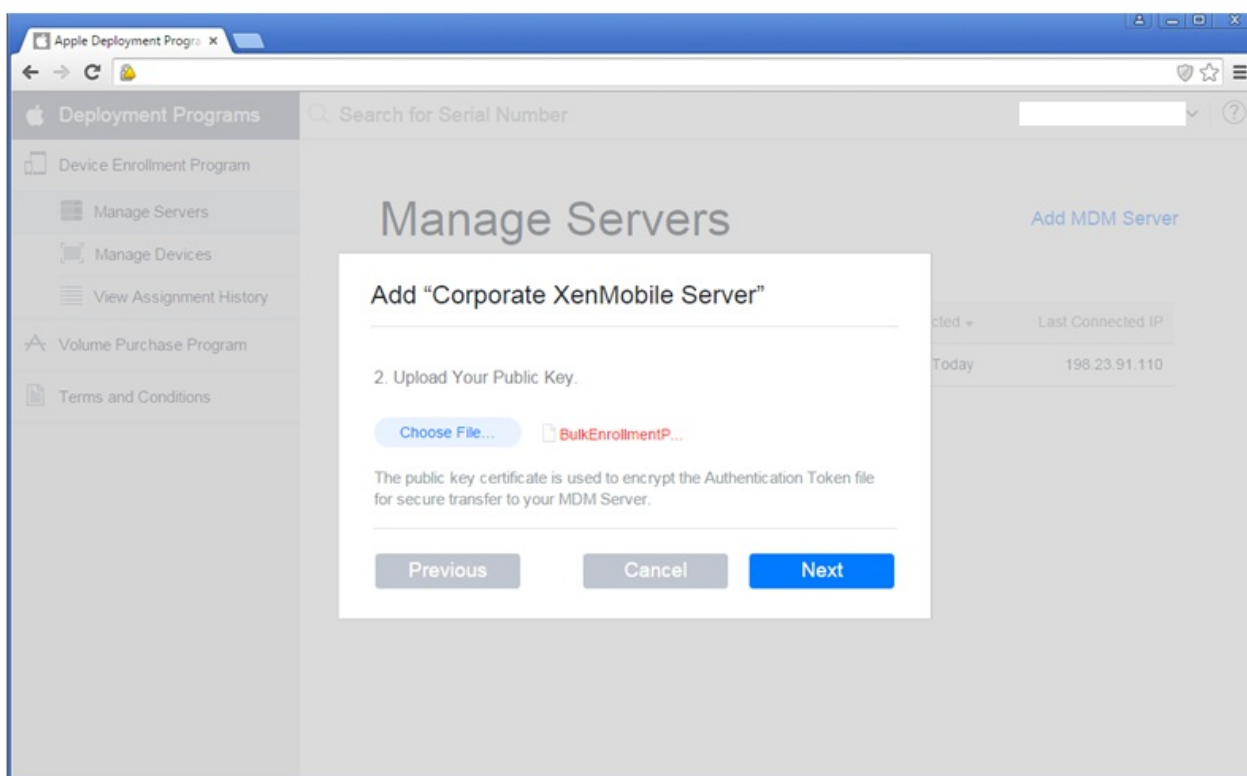 Apple Deployment Progra
Deployment Programs
Search for Serial Number
Device Enrollment Program
Manage Servers
Manage Devices
View Assignment History
Volume Purchase Program
Terms and Conditions
Manage Servers
Add MDM Server
cted
Last Connected IP
Today
198.23.91.110
Add “Corporate XenMobile Server”
2. Upload Your Public Key.
Choose File...
BulkEnrollmentP...
The public key certificate is used to encrypt the Authentication Token file
for secure transfer to your MDM Server.
Previous
Cancel
Next